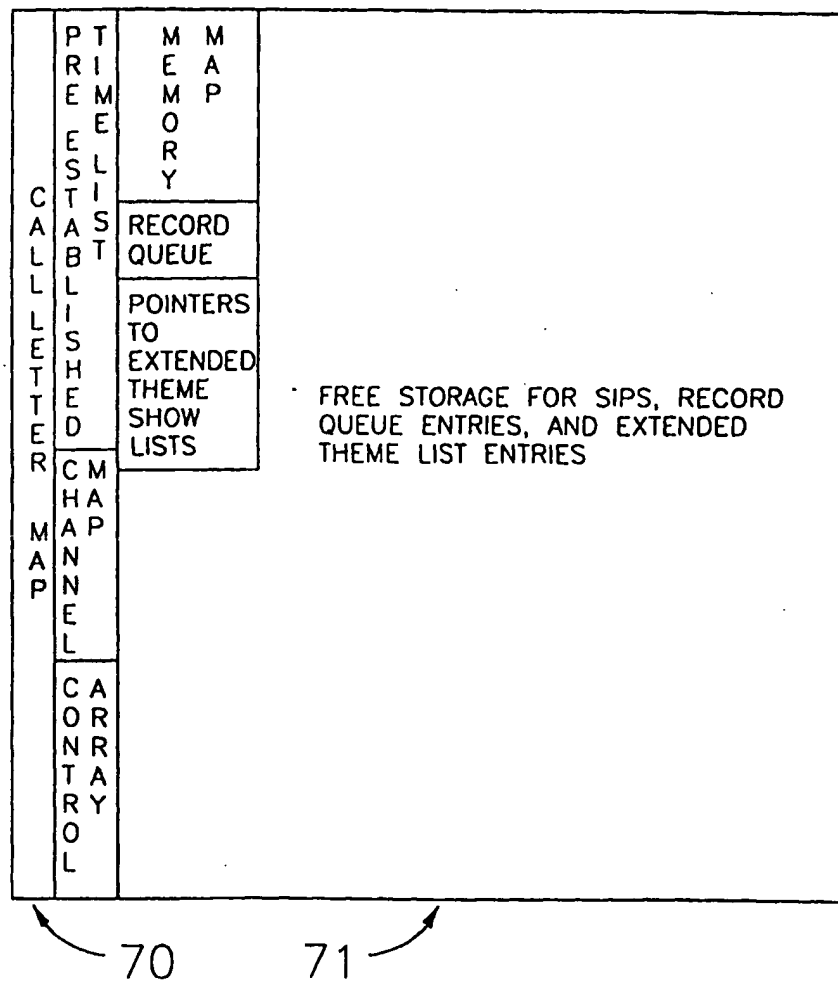 CALL LETTER MAP
PRE ESTABLISHED
TIME LIST
CHANNEL
MAP
CONTROL
ARRAY
MEMORY
MAP
RECORD
QUEUE
POINTERS
TO
EXTENDED
THEME
SHOW
LISTS
FREE STORAGE FOR SIPS, RECORD
QUEUE ENTRIES, AND EXTENDED
THEME LIST ENTRIES
70
71